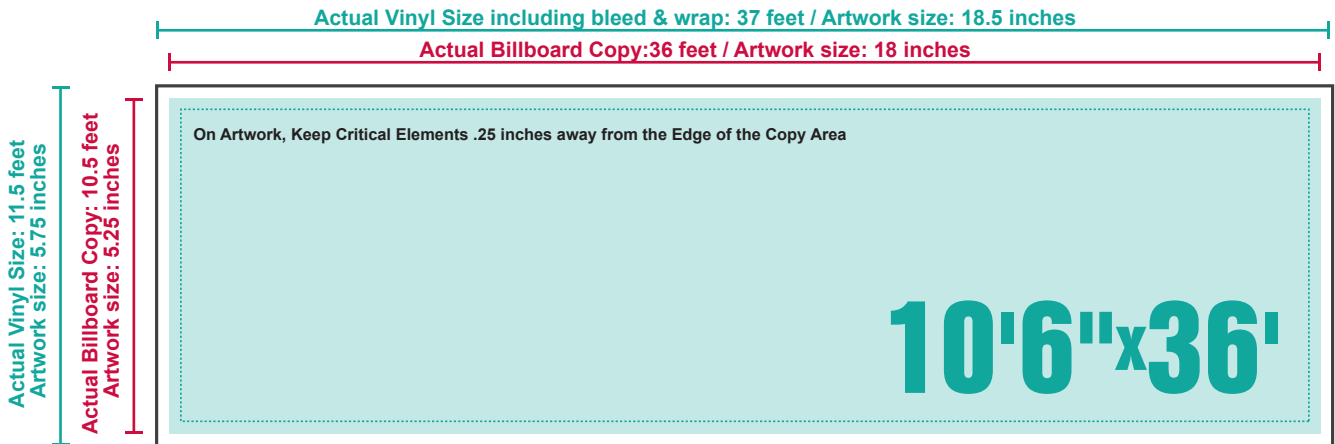 Actual Vinyl Size including bleed & wrap: 37 feet / Artwork size: 18.5 inches
Actual Billboard Copy:36 feet / Artwork size: 18 inches
Actual Vinyl Size: 11.5 feet
Artwork size: 5.75 inches
Actual Billboard Copy: 10.5 feet
Artwork size: 5.25 inches
On Artwork, Keep Critical Elements .25 inches away from the Edge of the Copy Area
10'6"x36'